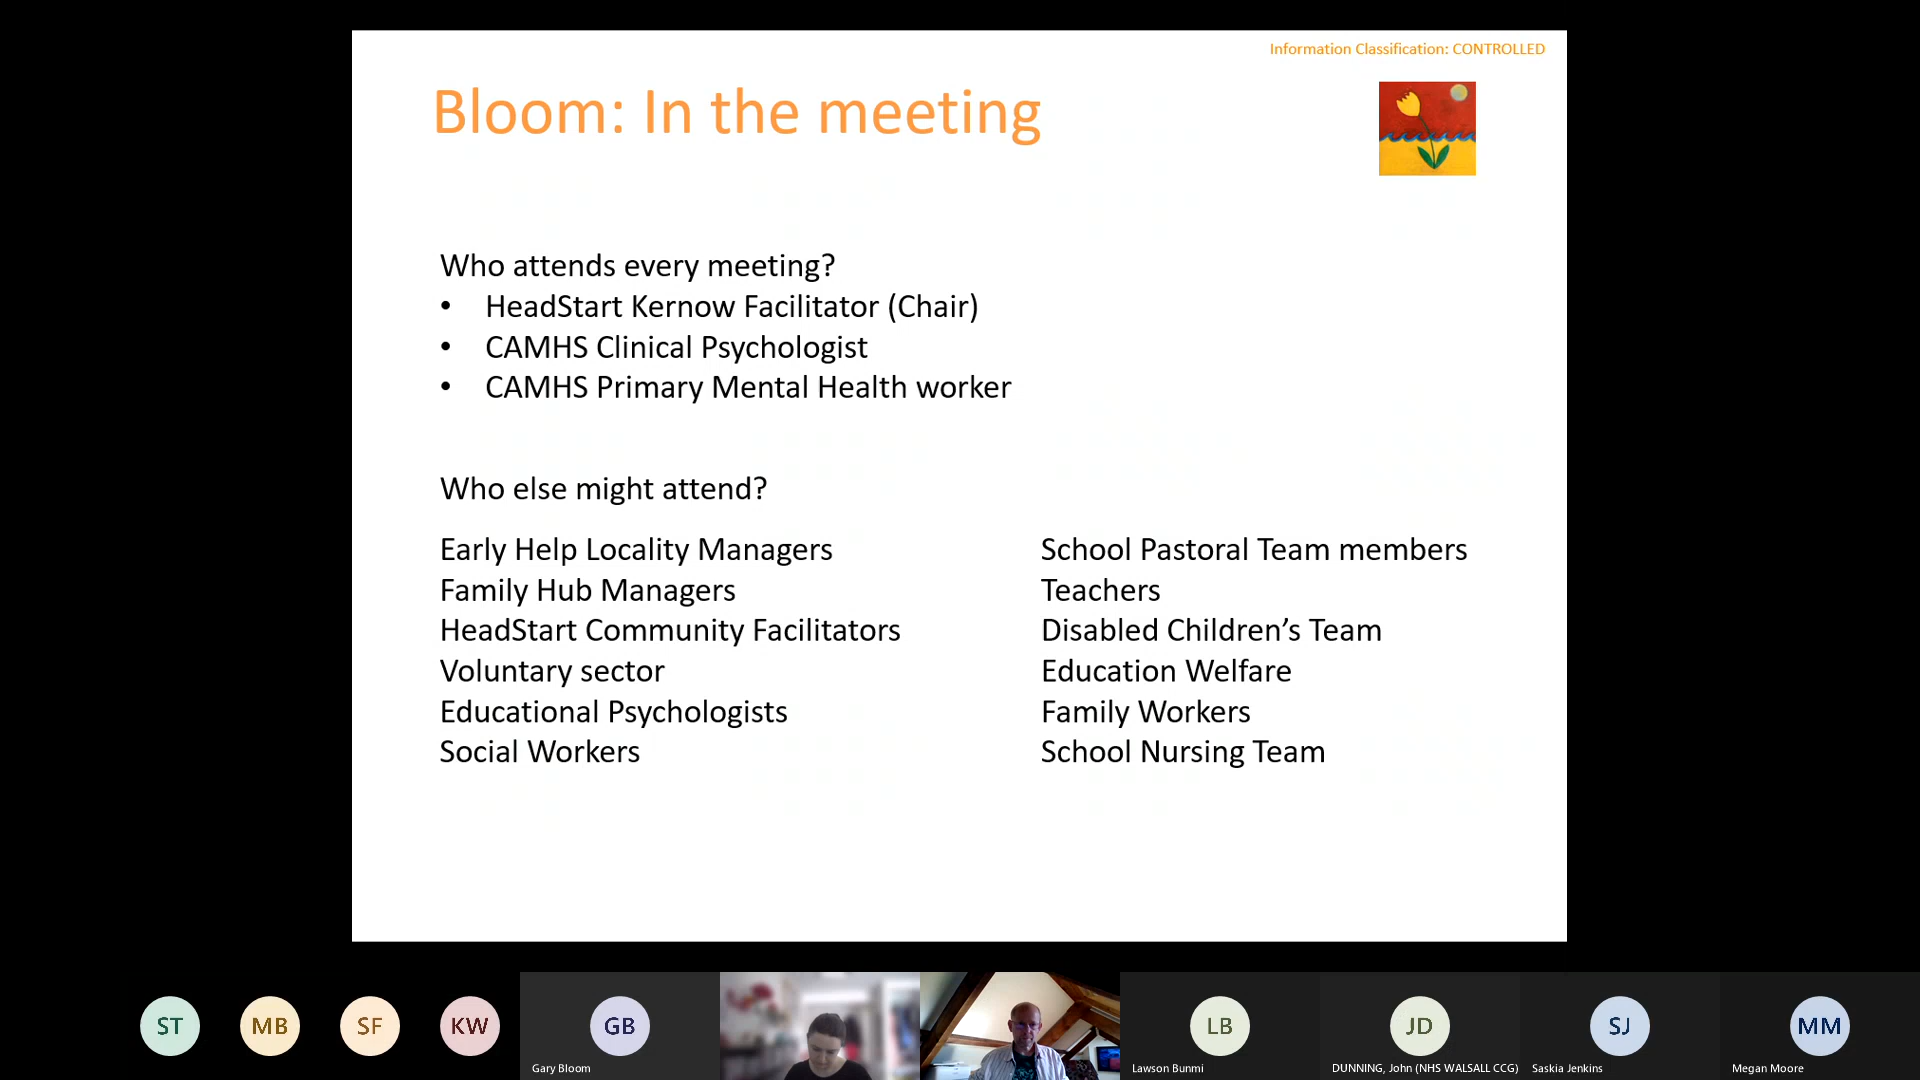 Information Classification: CONTROLLED
Bloom: In the meeting
Who attends every meeting?
• HeadStart Kernow Facilitator (Chair)
• CAMHS Clinical Psychologist
• CAMHS Primary Mental Health worker
Who else might attend?
Early Help Locality Managers
Family Hub Managers
HeadStart Community Facilitators
Voluntary sector
Educational Psychologists
Social Workers
School Pastoral Team members
Teachers
Disabled Children’s Team
Education Welfare
Family Workers
School Nursing Team
ST
MB
SF
KW
GB
Gary Bloom
LB
Lawson Bunmi
JD
DUNNING, John (NHS WALSALL CCG)
SJ
Saskia Jenkins
MM
Megan Moore